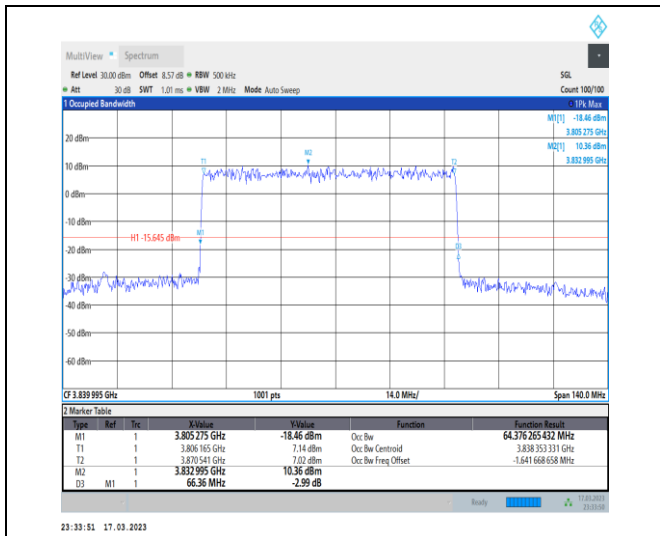 MultiView Spectrum
Ref Level 30.00 dBm Offset 8.57 dB RBW 500 kHz SGL
Att 30 dB SWT 1.01 ms VBW 2 MHz Mode Auto Sweep Count 100/100
1 Occupied Bandwidth 1Pk Max
M1[1] -18.46 dBm
3.805 275 GHz
M2[1] 10.36 dBm
3.832 995 GHz
20 dBm
T1 M2 T2
10 dBm
0 dBm
-10 dBm
H1 -15.645 dBm M1
-20 dBm
D3
-30 dBm
-40 dBm
-50 dBm
-60 dBm
CF 3.839 995 GHz 1001 pts 14.0 MHz/ Span 140.0 MHz
2 Marker Table
Type Ref Trc X-Value Y-Value Function Function Result
M1 1 3.805 275 GHz -18.46 dBm Occ Bw 64.376 265 432 MHz
T1 1 3.806 165 GHz 7.14 dBm Occ Bw Centroid 3.838 353 331 GHz
T2 1 3.870 541 GHz 7.02 dBm Occ Bw Freq Offset -1.641 668 658 MHz
M2 1 3.832 995 GHz 10.36 dBm
D3 M1 1 66.36 MHz -2.99 dB
Ready 17.03.2023
23:33:50
23:33:51 17.03.2023